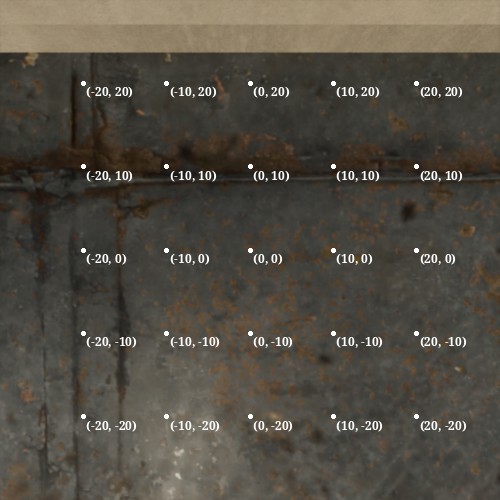 (-20, 20) (-10, 20) (0, 20) (10, 20) (20, 20)
(-20, 10) (-10, 10) (0, 10) (10, 10) (20, 10)
(-20, 0) (-10, 0) (0, 0) (10, 0) (20, 0)
(-20, -10) (-10, -10) (0, -10) (10, -10) (20, -10)
(-20, -20) (-10, -20) (0, -20) (10, -20) (20, -20)